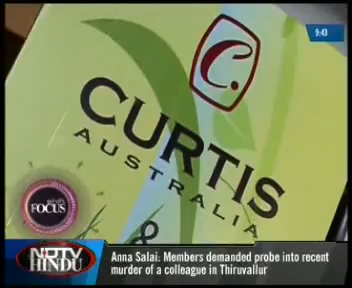 9:43
C.
CURTIS
AUSTRALIA
&
FOCUS
NDTV
HINDU
Anna Salai: Members demanded probe into recent
murder of a colleague in Thiruvallur